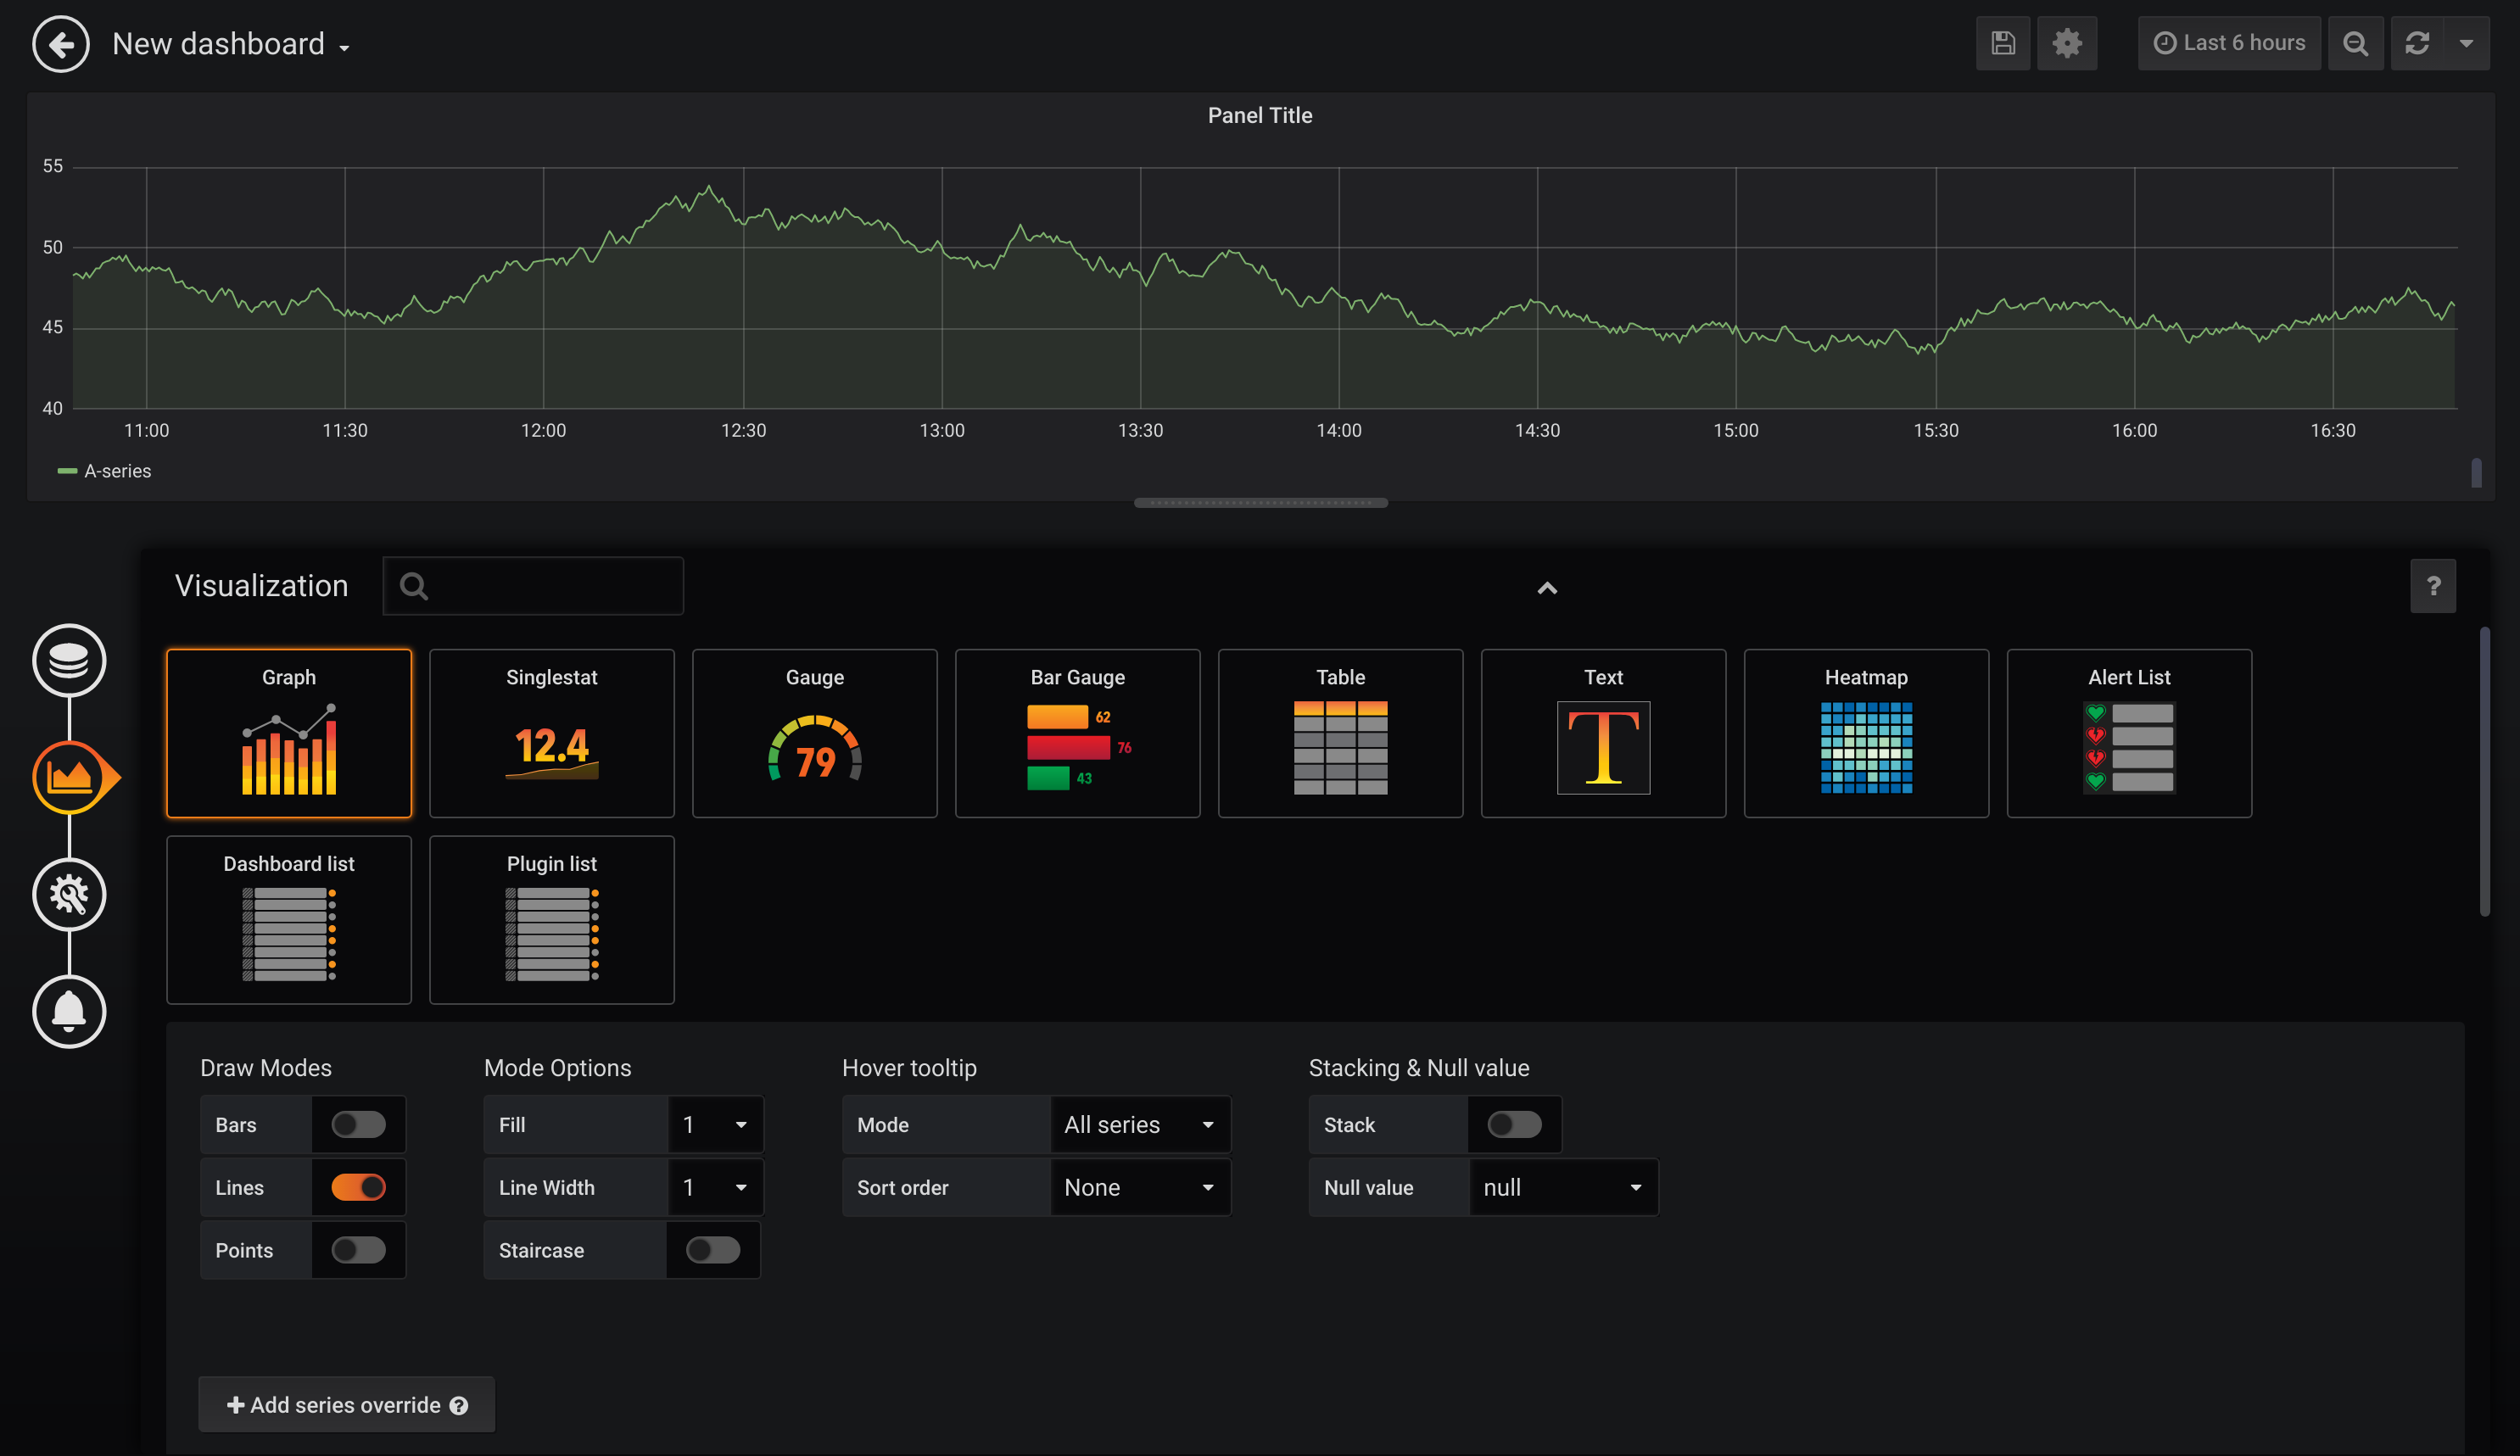 New dashboard
Last 6 hours
Panel Title
55
50
45
40
11:00 11:30 12:00 12:30 13:00 13:30 14:00 14:30 15:00 15:30 16:00 16:30
A-series
Visualization
?
Graph Singlestat Gauge Bar Gauge Table Text Heatmap Alert List
12.4 79 62 76 43 T
Dashboard list Plugin list
Draw Modes Mode Options Hover tooltip Stacking & Null value
Bars Fill 1 Mode All series Stack
Lines Line Width 1 Sort order None Null value null
Points Staircase
+ Add series override ?